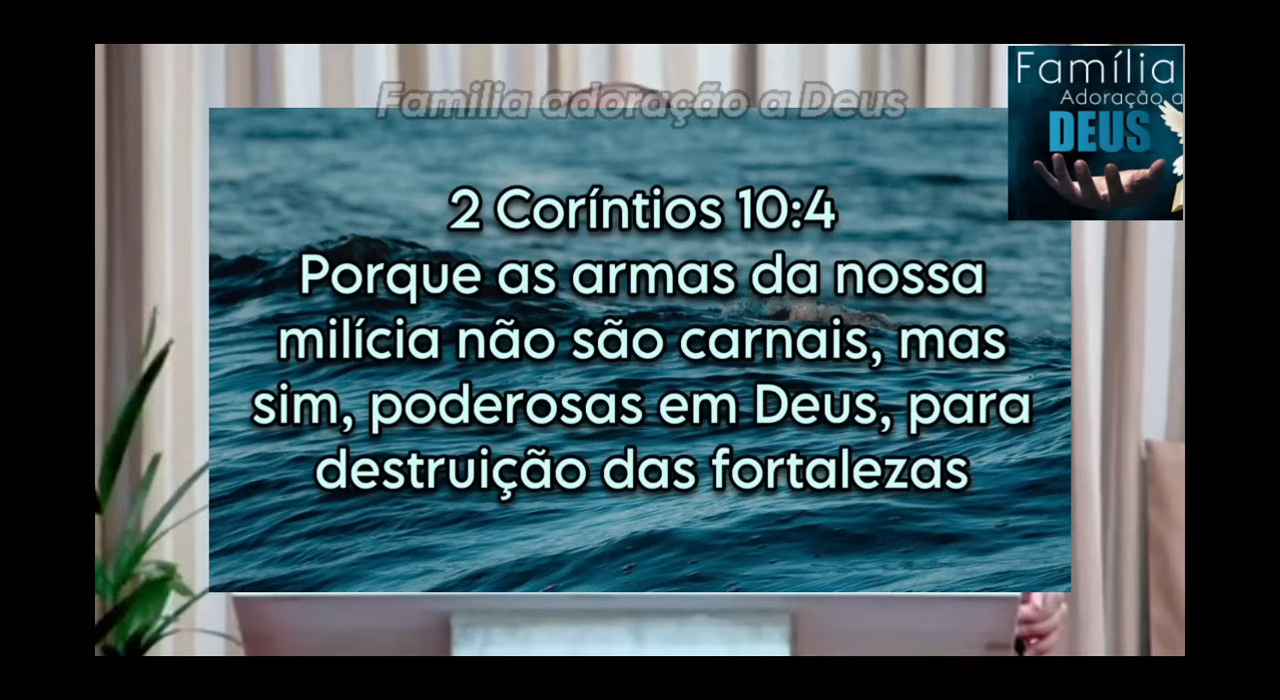 Familia adoração a Deus
Família
Adoração a
DEUS
2 Coríntios 10:4
Porque as armas da nossa
milícia não são carnais, mas
sim, poderosas em Deus, para
destruição das fortalezas